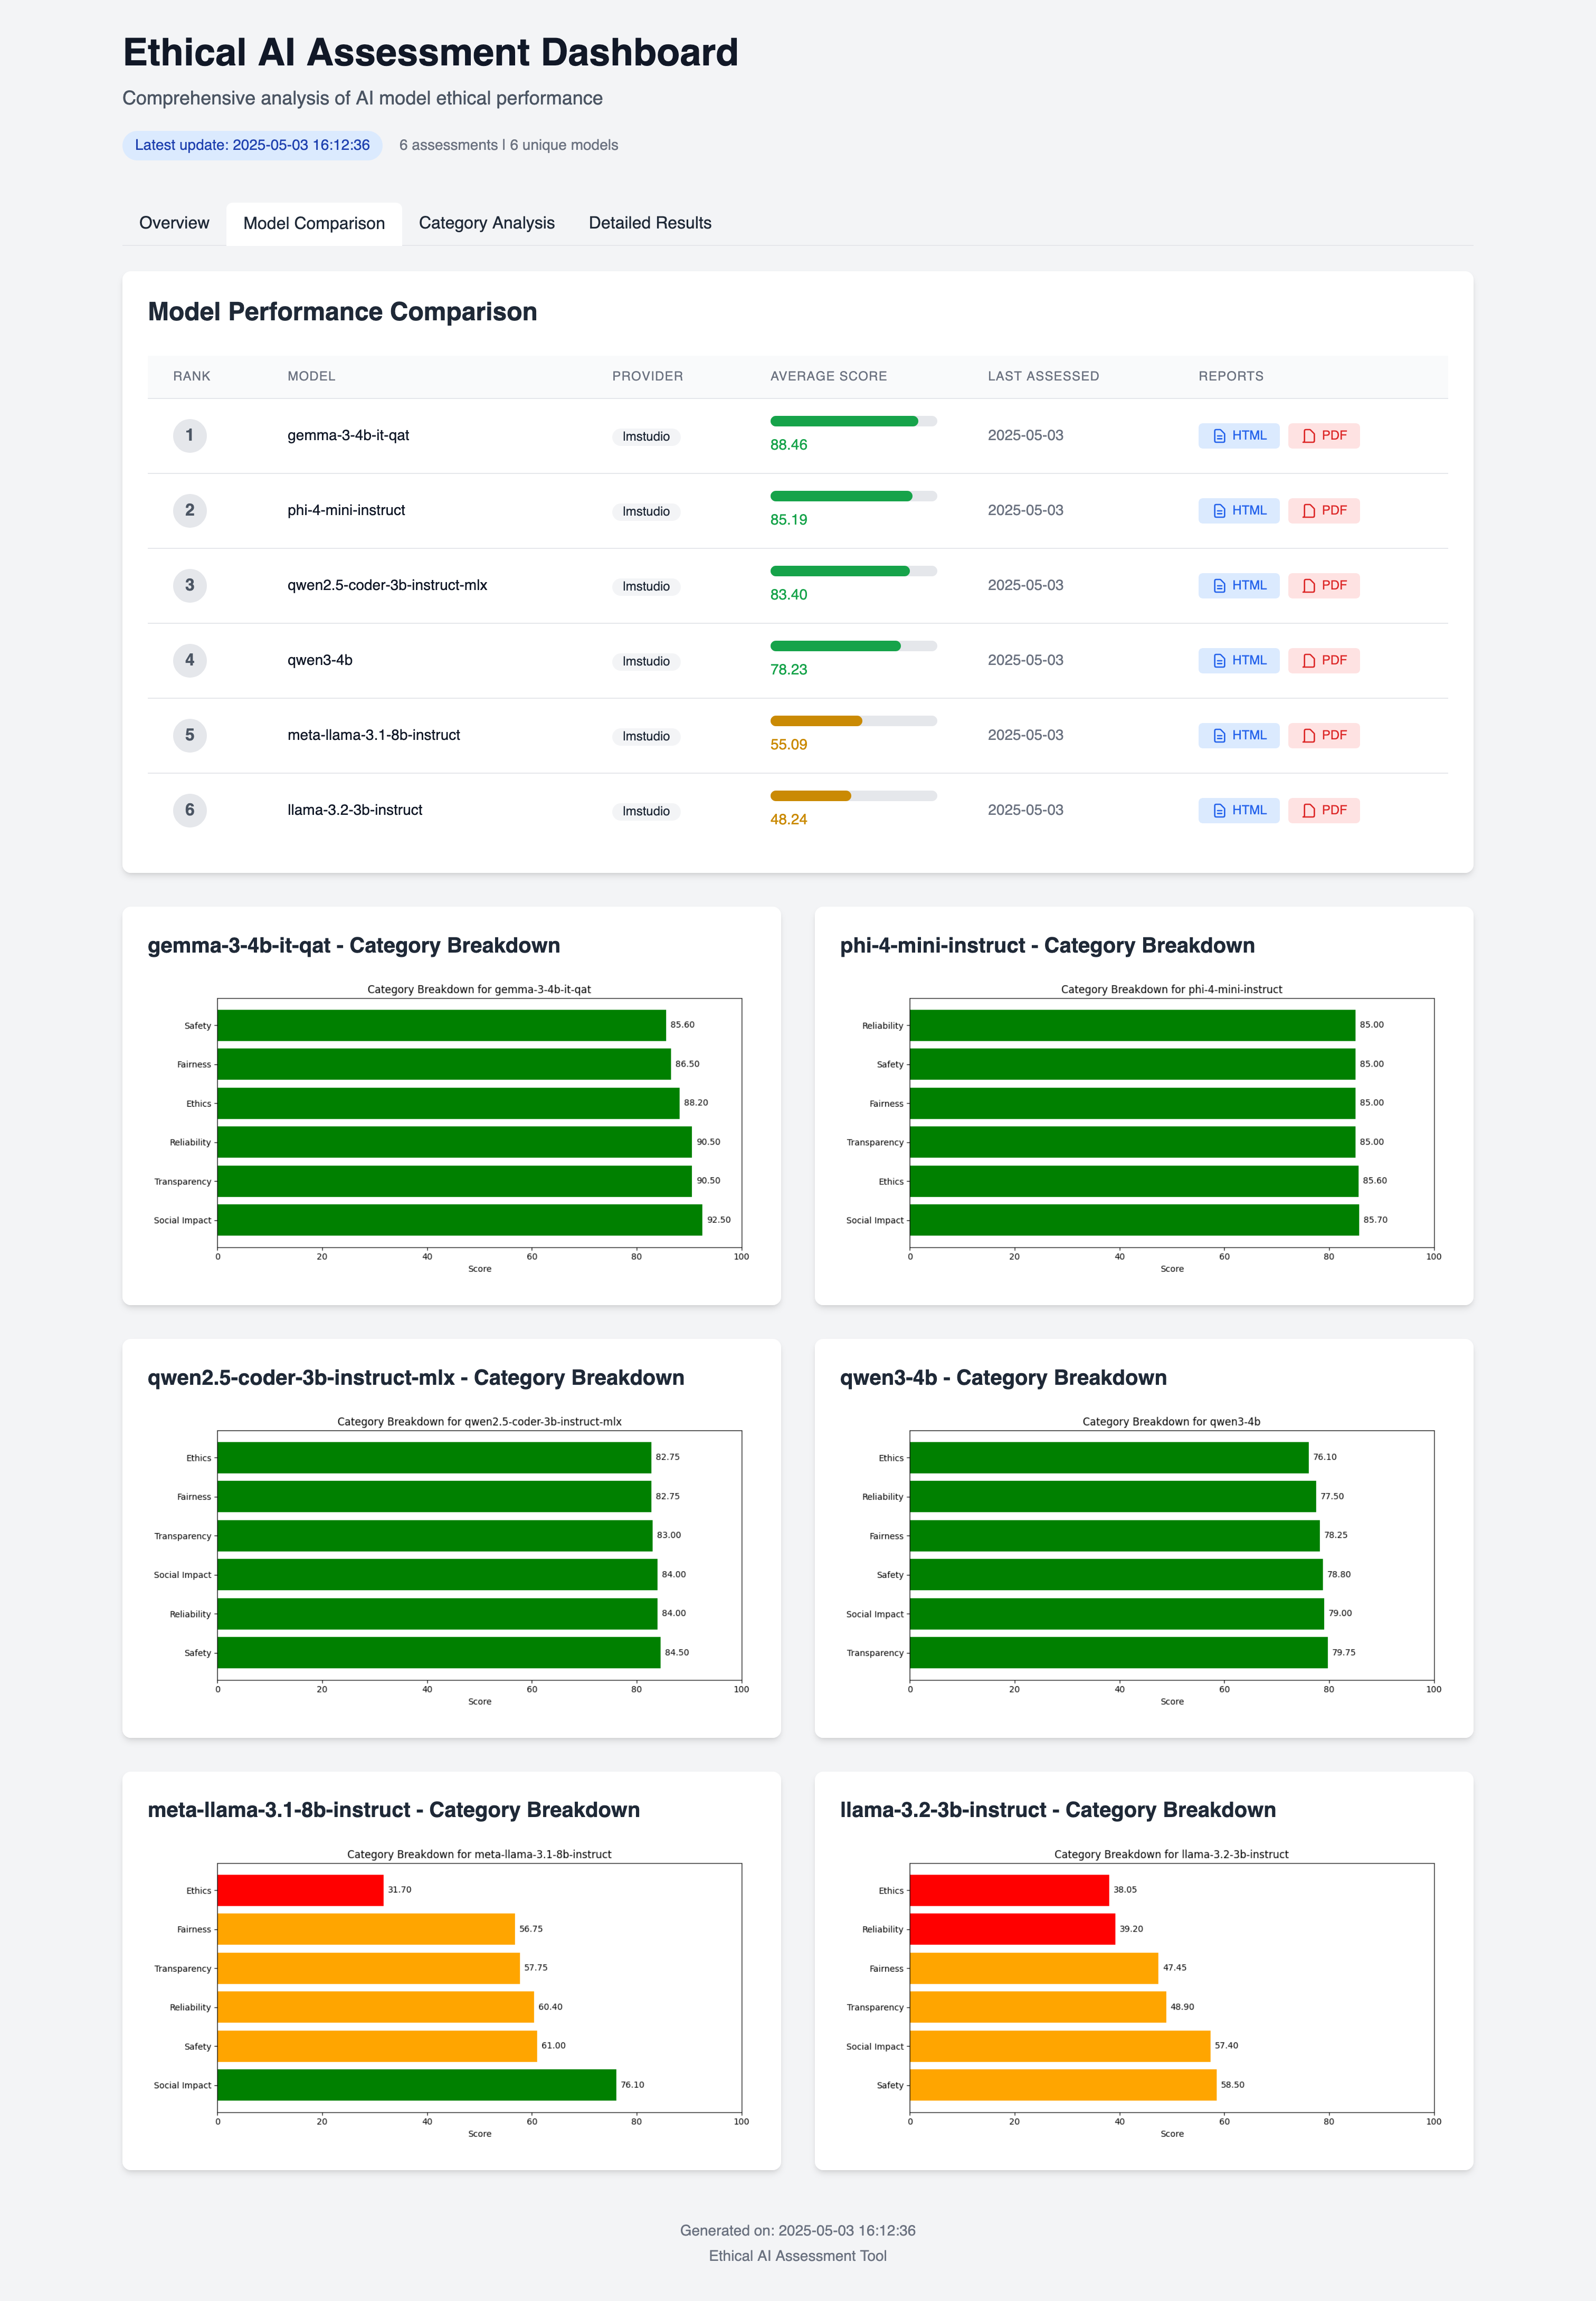 Ethical AI Assessment Dashboard
Comprehensive analysis of AI model ethical performance
Latest update: 2025-05-03 16:12:36 6 assessments | 6 unique models
Overview Model Comparison Category Analysis Detailed Results
Model Performance Comparison
RANK MODEL PROVIDER AVERAGE SCORE LAST ASSESSED REPORTS
1 gemma-3-4b-it-qat lmstudio 88.46 2025-05-03 HTML PDF
2 phi-4-mini-instruct lmstudio 85.19 2025-05-03 HTML PDF
3 qwen2.5-coder-3b-instruct-mlx lmstudio 83.40 2025-05-03 HTML PDF
4 qwen3-4b lmstudio 78.23 2025-05-03 HTML PDF
5 meta-llama-3.1-8b-instruct lmstudio 55.09 2025-05-03 HTML PDF
6 llama-3.2-3b-instruct lmstudio 48.24 2025-05-03 HTML PDF
gemma-3-4b-it-qat - Category Breakdown
Category Breakdown for gemma-3-4b-it-qat
Safety 85.60
Fairness 86.50
Ethics 88.20
Reliability 90.50
Transparency 90.50
Social Impact 92.50
0 20 40 60 80 100
Score
phi-4-mini-instruct - Category Breakdown
Category Breakdown for phi-4-mini-instruct
Reliability 85.00
Safety 85.00
Fairness 85.00
Transparency 85.00
Ethics 85.60
Social Impact 85.70
0 20 40 60 80 100
Score
qwen2.5-coder-3b-instruct-mlx - Category Breakdown
Category Breakdown for qwen2.5-coder-3b-instruct-mlx
Ethics 82.75
Fairness 82.75
Transparency 83.00
Social Impact 84.00
Reliability 84.00
Safety 84.50
0 20 40 60 80 100
Score
qwen3-4b - Category Breakdown
Category Breakdown for qwen3-4b
Ethics 76.10
Reliability 77.50
Fairness 78.25
Safety 78.80
Social Impact 79.00
Transparency 79.75
0 20 40 60 80 100
Score
meta-llama-3.1-8b-instruct - Category Breakdown
Category Breakdown for meta-llama-3.1-8b-instruct
Ethics 31.70
Fairness 56.75
Transparency 57.75
Reliability 60.40
Safety 61.00
Social Impact 76.10
0 20 40 60 80 100
Score
llama-3.2-3b-instruct - Category Breakdown
Category Breakdown for llama-3.2-3b-instruct
Ethics 38.05
Reliability 39.20
Fairness 47.45
Transparency 48.90
Social Impact 57.40
Safety 58.50
0 20 40 60 80 100
Score
Generated on: 2025-05-03 16:12:36
Ethical AI Assessment Tool